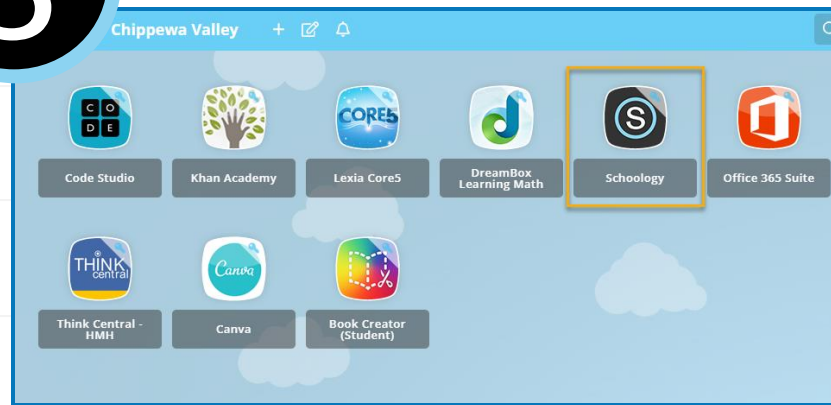 Chippewa Valley
CODE
CORE5
S
Code Studio
Khan Academy
Lexia Core5
DreamBox
Learning Math
Schoology
Office 365 Suite
THINK
central
Canva
Think Central -
HMH
Canva
Book Creator
(Student)